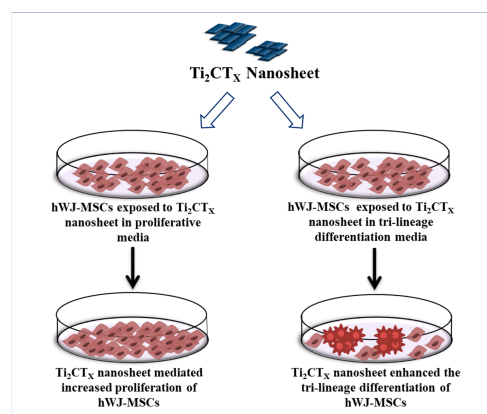 Ti₂CTₓ Nanosheet
hWJ-MSCs exposed to Ti₂CTₓ
nanosheet in proliferative
media
hWJ-MSCs exposed to Ti₂CTₓ
nanosheet in tri-lineage
differentiation media
Ti₂CTₓ nanosheet mediated
increased proliferation of
hWJ-MSCs
Ti₂CTₓ nanosheet enhanced the
tri-lineage differentiation of
hWJ-MSCs